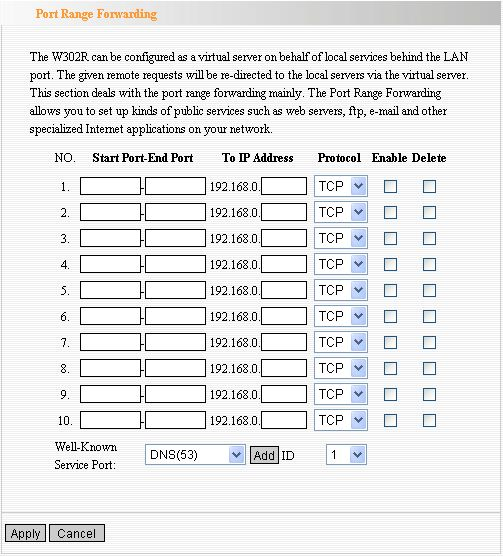 Port Range Forwarding
The W302R can be configured as a virtual server on behalf of local services behind the LAN
port. The given remote requests will be re-directed to the local servers via the virtual server.
This section deals with the port range forwarding mainly. The Port Range Forwarding
allows you to set up kinds of public services such as web servers, ftp, e-mail and other
specialized Internet applications on your network.
NO. Start Port-End Port To IP Address Protocol Enable Delete
1. - 192.168.0. TCP
2. - 192.168.0. TCP
3. - 192.168.0. TCP
4. - 192.168.0. TCP
5. - 192.168.0. TCP
6. - 192.168.0. TCP
7. - 192.168.0. TCP
8. - 192.168.0. TCP
9. - 192.168.0. TCP
10. - 192.168.0. TCP
Well-Known
Service Port: DNS(53) Add ID 1
Apply Cancel